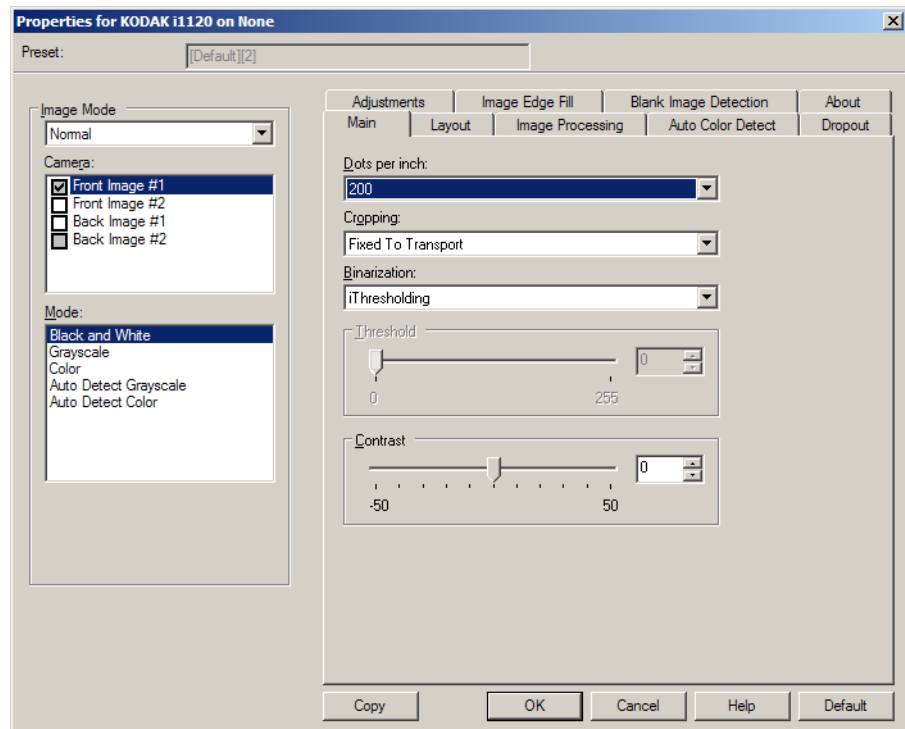 Properties for KODAK i1120 on None
Preset:
[Default][2]
Image Mode
Normal
Camera:
Front Image #1
Front Image #2
Back Image #1
Back Image #2
Mode:
Black and White
Grayscale
Color
Auto Detect Grayscale
Auto Detect Color
Adjustments Image Edge Fill Blank Image Detection About
Main Layout Image Processing Auto Color Detect Dropout
Dots per inch:
200
Cropping:
Fixed To Transport
Binarization:
iThresholding
Threshold
0
0 255
Contrast
0
-50 50
Copy OK Cancel Help Default